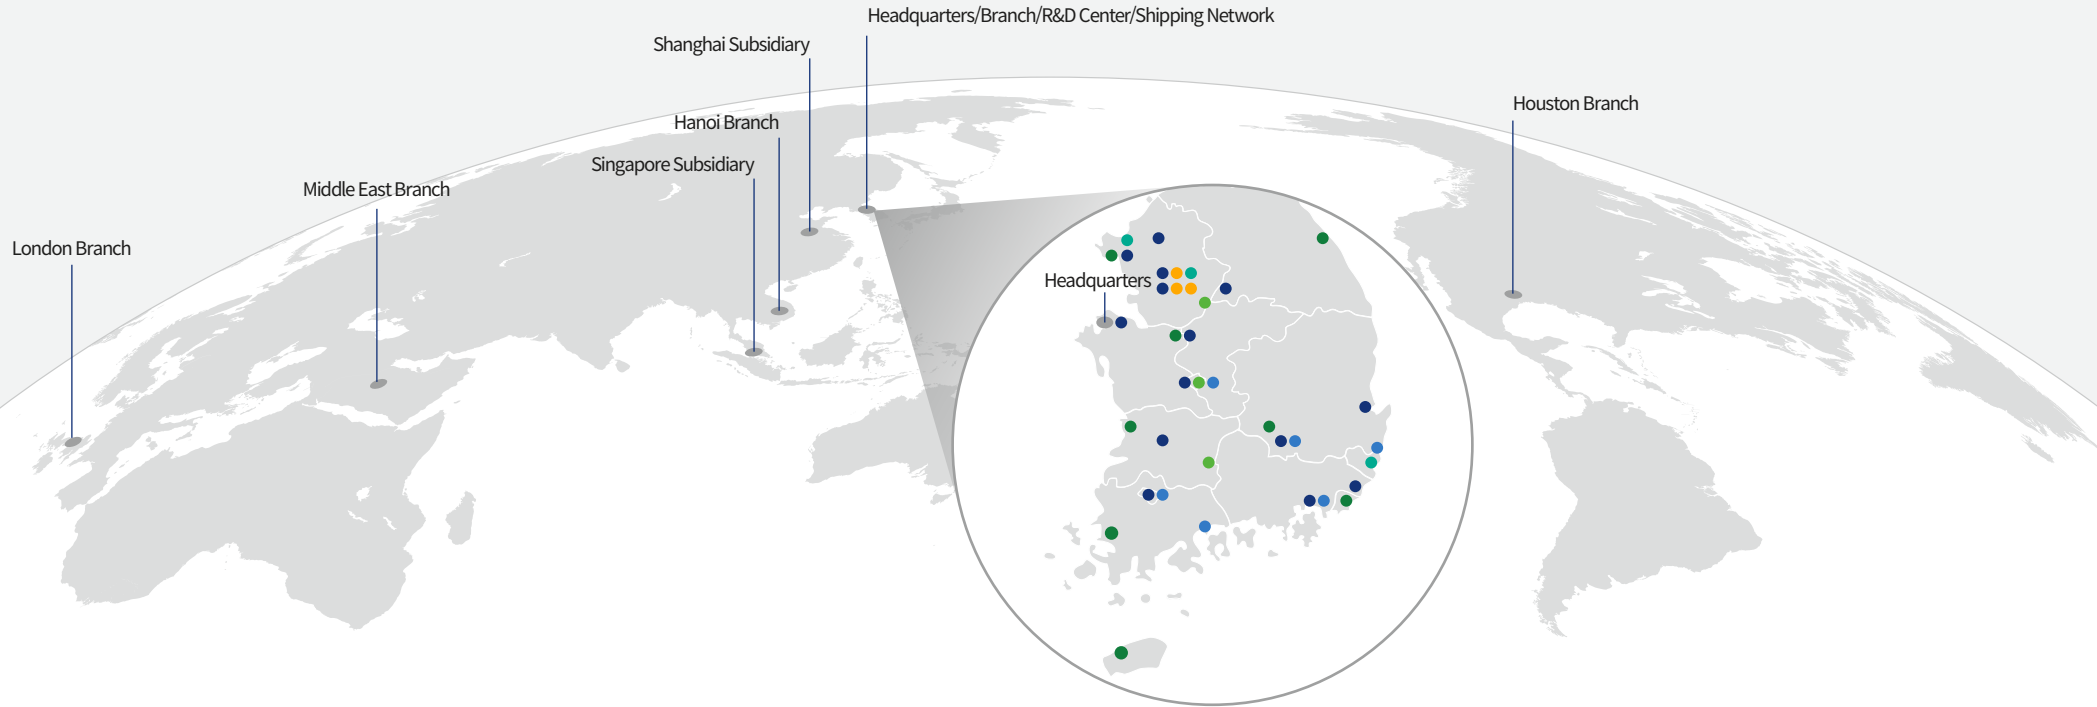 Headquarters/Branch/R&D Center/Shipping Network
Shanghai Subsidiary
Houston Branch
Hanoi Branch
Singapore Subsidiary
Middle East Branch
London Branch
Headquarters